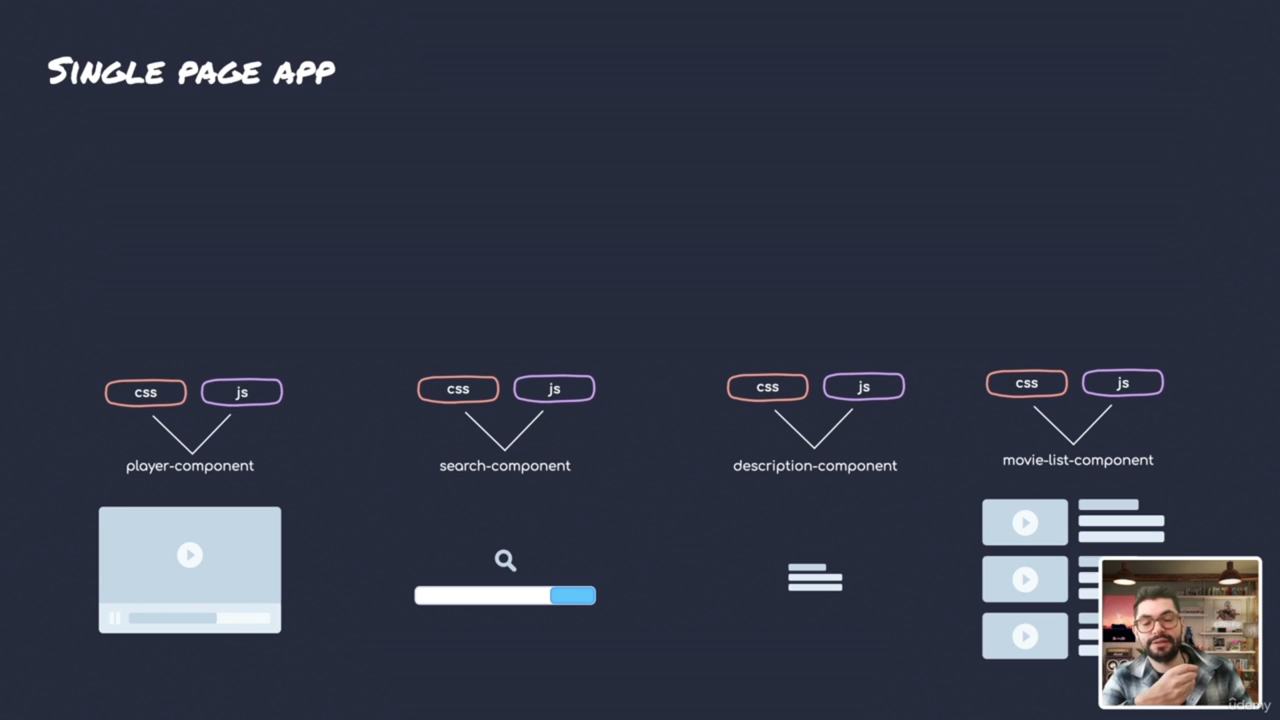 Single page app
css js css js css js css js
player-component search-component description-component movie-list-component
ûdemy